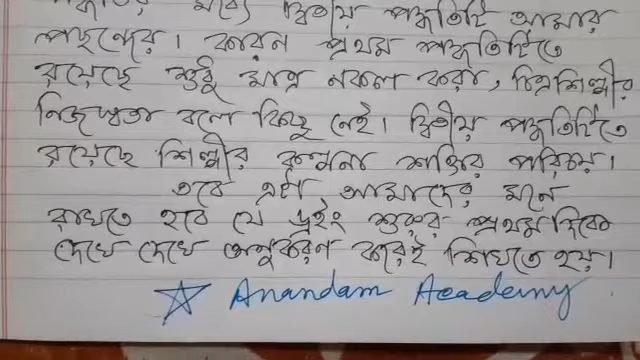 মধ্যে দ্বিতীয় পদ্ধতিটি আমার
পছন্দের। কারন প্রথম পদ্ধতিটিতে
রয়েছে শুধু মাত্র নকল করা, চিত্রশিল্পীর
নিজস্বতা বলে কিছু নেই। দ্বিতীয় পদ্ধতিটিতে
রয়েছে শিল্পীর কল্পনা শক্তির পরিচয়।
তবে এটা আমাদের মনে
রাখতে হবে যে ড্রইং শুরুর প্রথম দিকে
দেখে দেখে অনুকরণ করেই শিখতে হয়।
☆ Anandam Academy